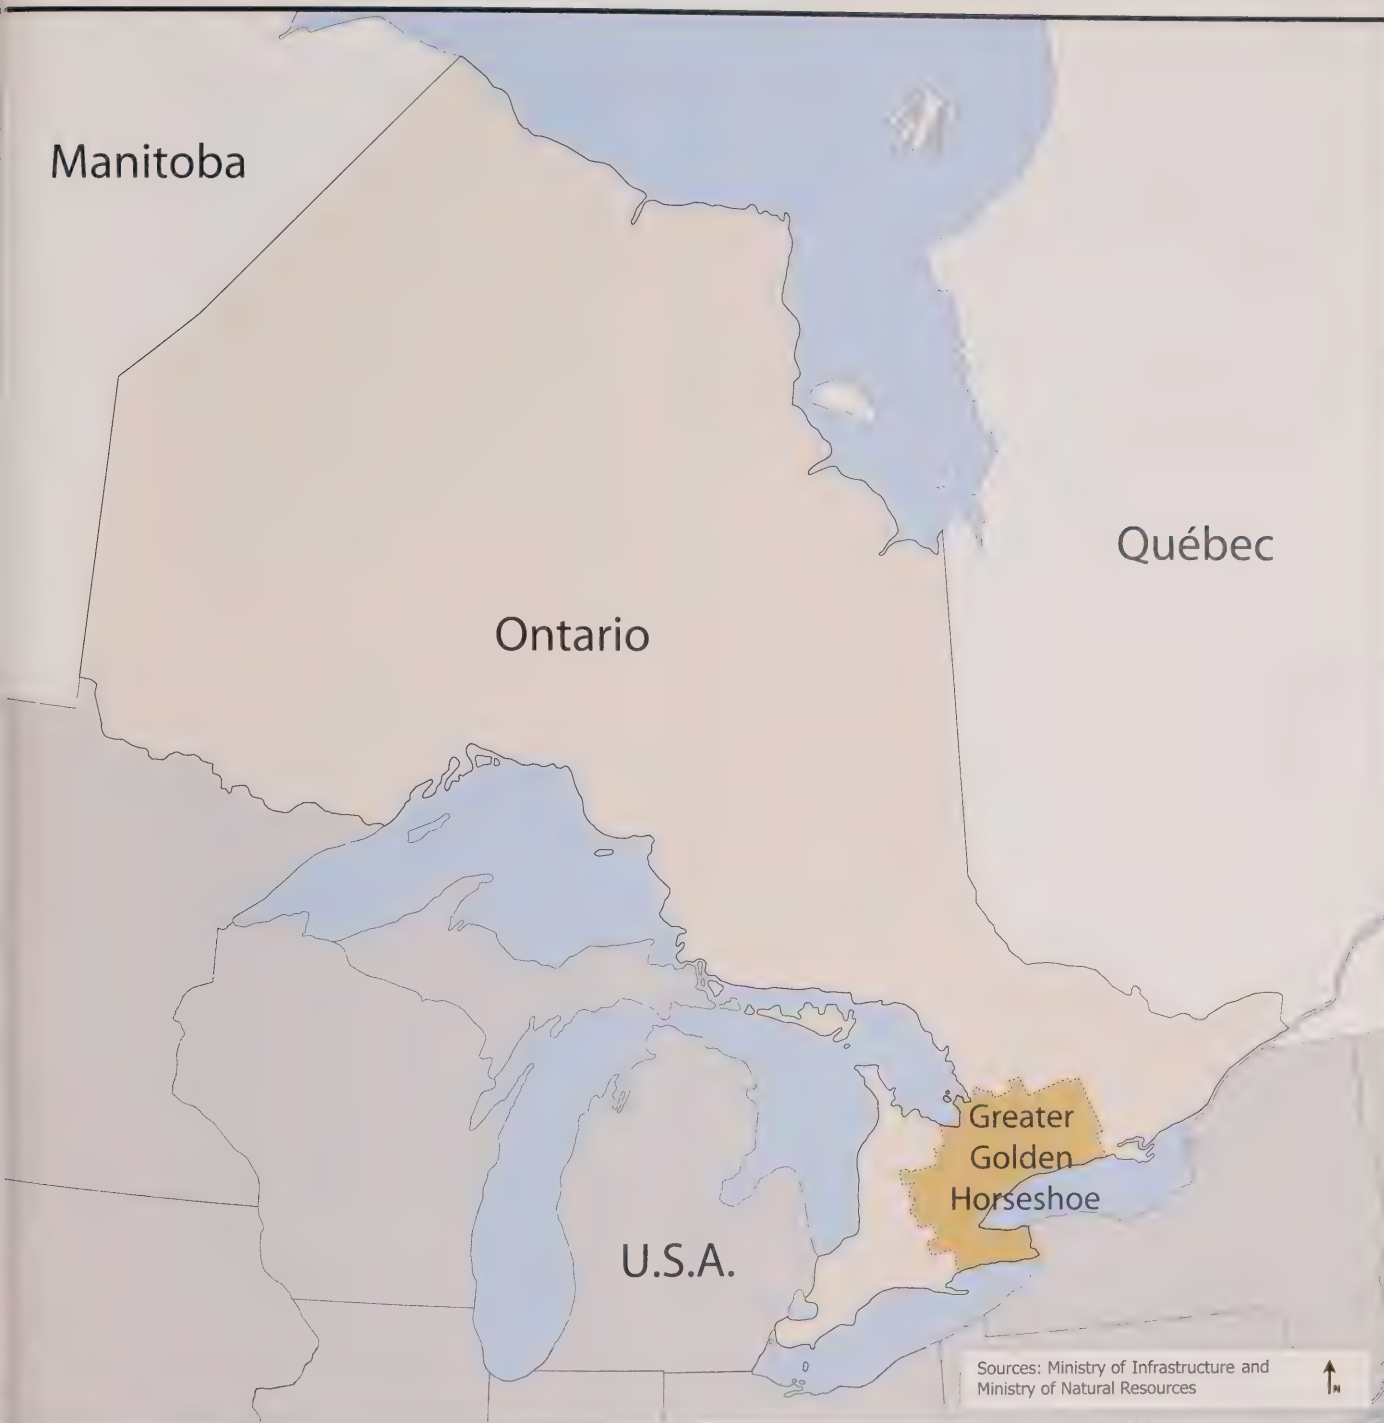 Manitoba
Québec
Ontario
Greater
Golden
Horseshoe
U.S.A.
Sources: Ministry of Infrastructure and
Ministry of Natural Resources
N